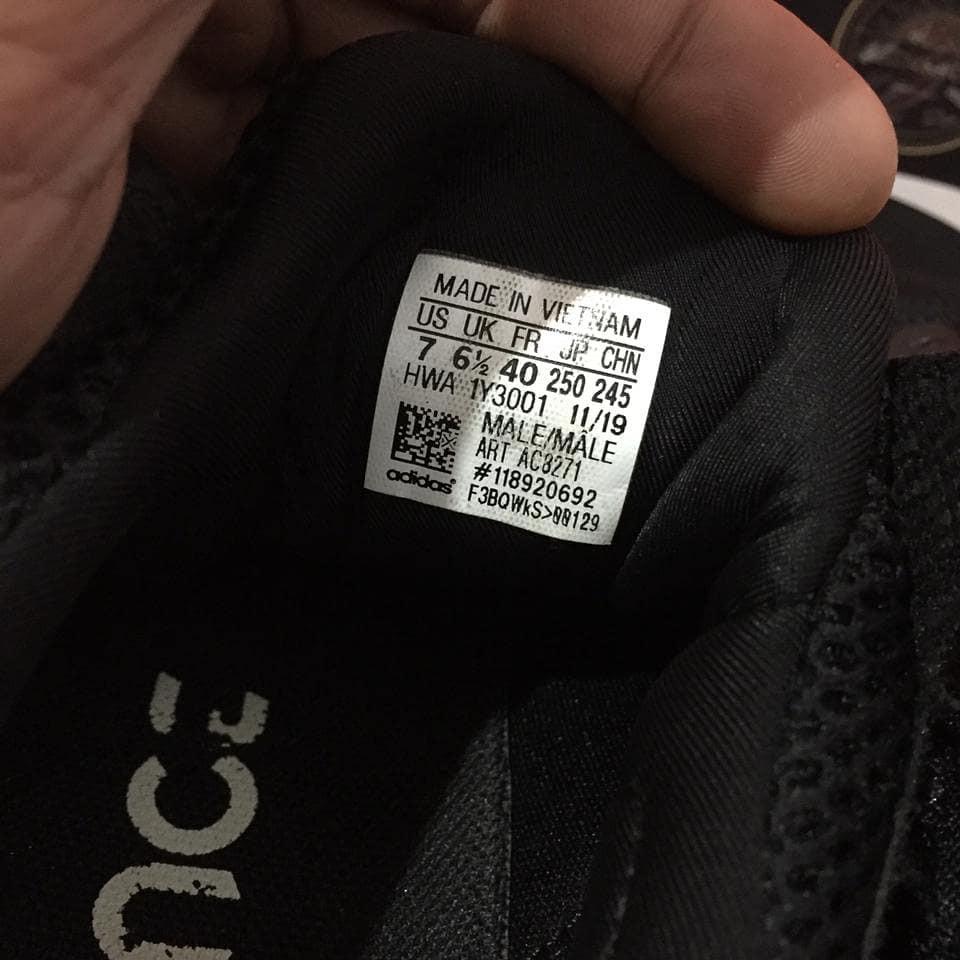 MADE IN VIETNAM
US UK FR JP CHN
7 6½ 40 250 245
HWA 1Y3001 11/19
MALE/MÂLE
ART AC8271
#118920692
F3BQWkS>00129
adidas
nce